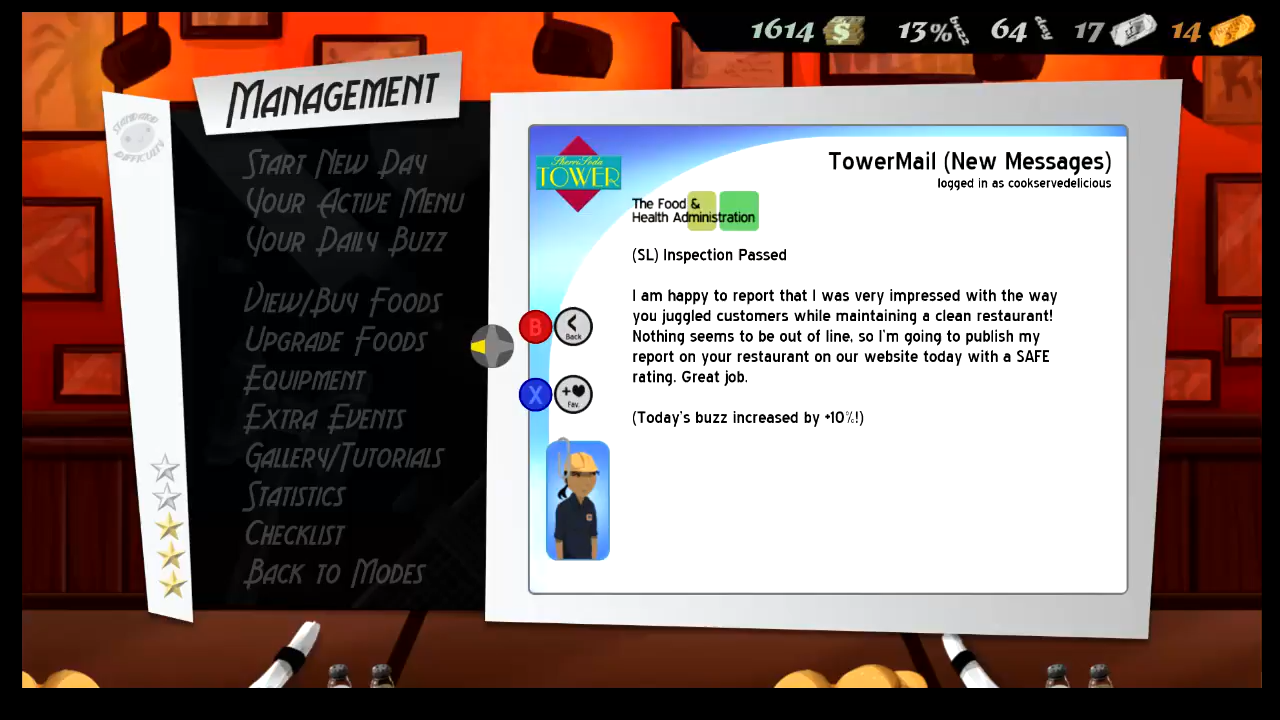 1614 $ 13% buzz 64 day 17 14
MANAGEMENT
STANDARD
DIFFICULTY
START NEW DAY
YOUR ACTIVE MENU
YOUR DAILY BUZZ
VIEW/BUY FOODS
UPGRADE FOODS
EQUIPMENT
EXTRA EVENTS
GALLERY/TUTORIALS
STATISTICS
CHECKLIST
BACK TO MODES
SherriSoda
TOWER
TowerMail (New Messages)
logged in as cookservedelicious
The Food &
Health Administration
(SL) Inspection Passed
I am happy to report that I was very impressed with the way
you juggled customers while maintaining a clean restaurant!
Nothing seems to be out of line, so I'm going to publish my
report on your restaurant on our website today with a SAFE
rating. Great job.
(Today's buzz increased by +10%!)
B Back
X + Fav.